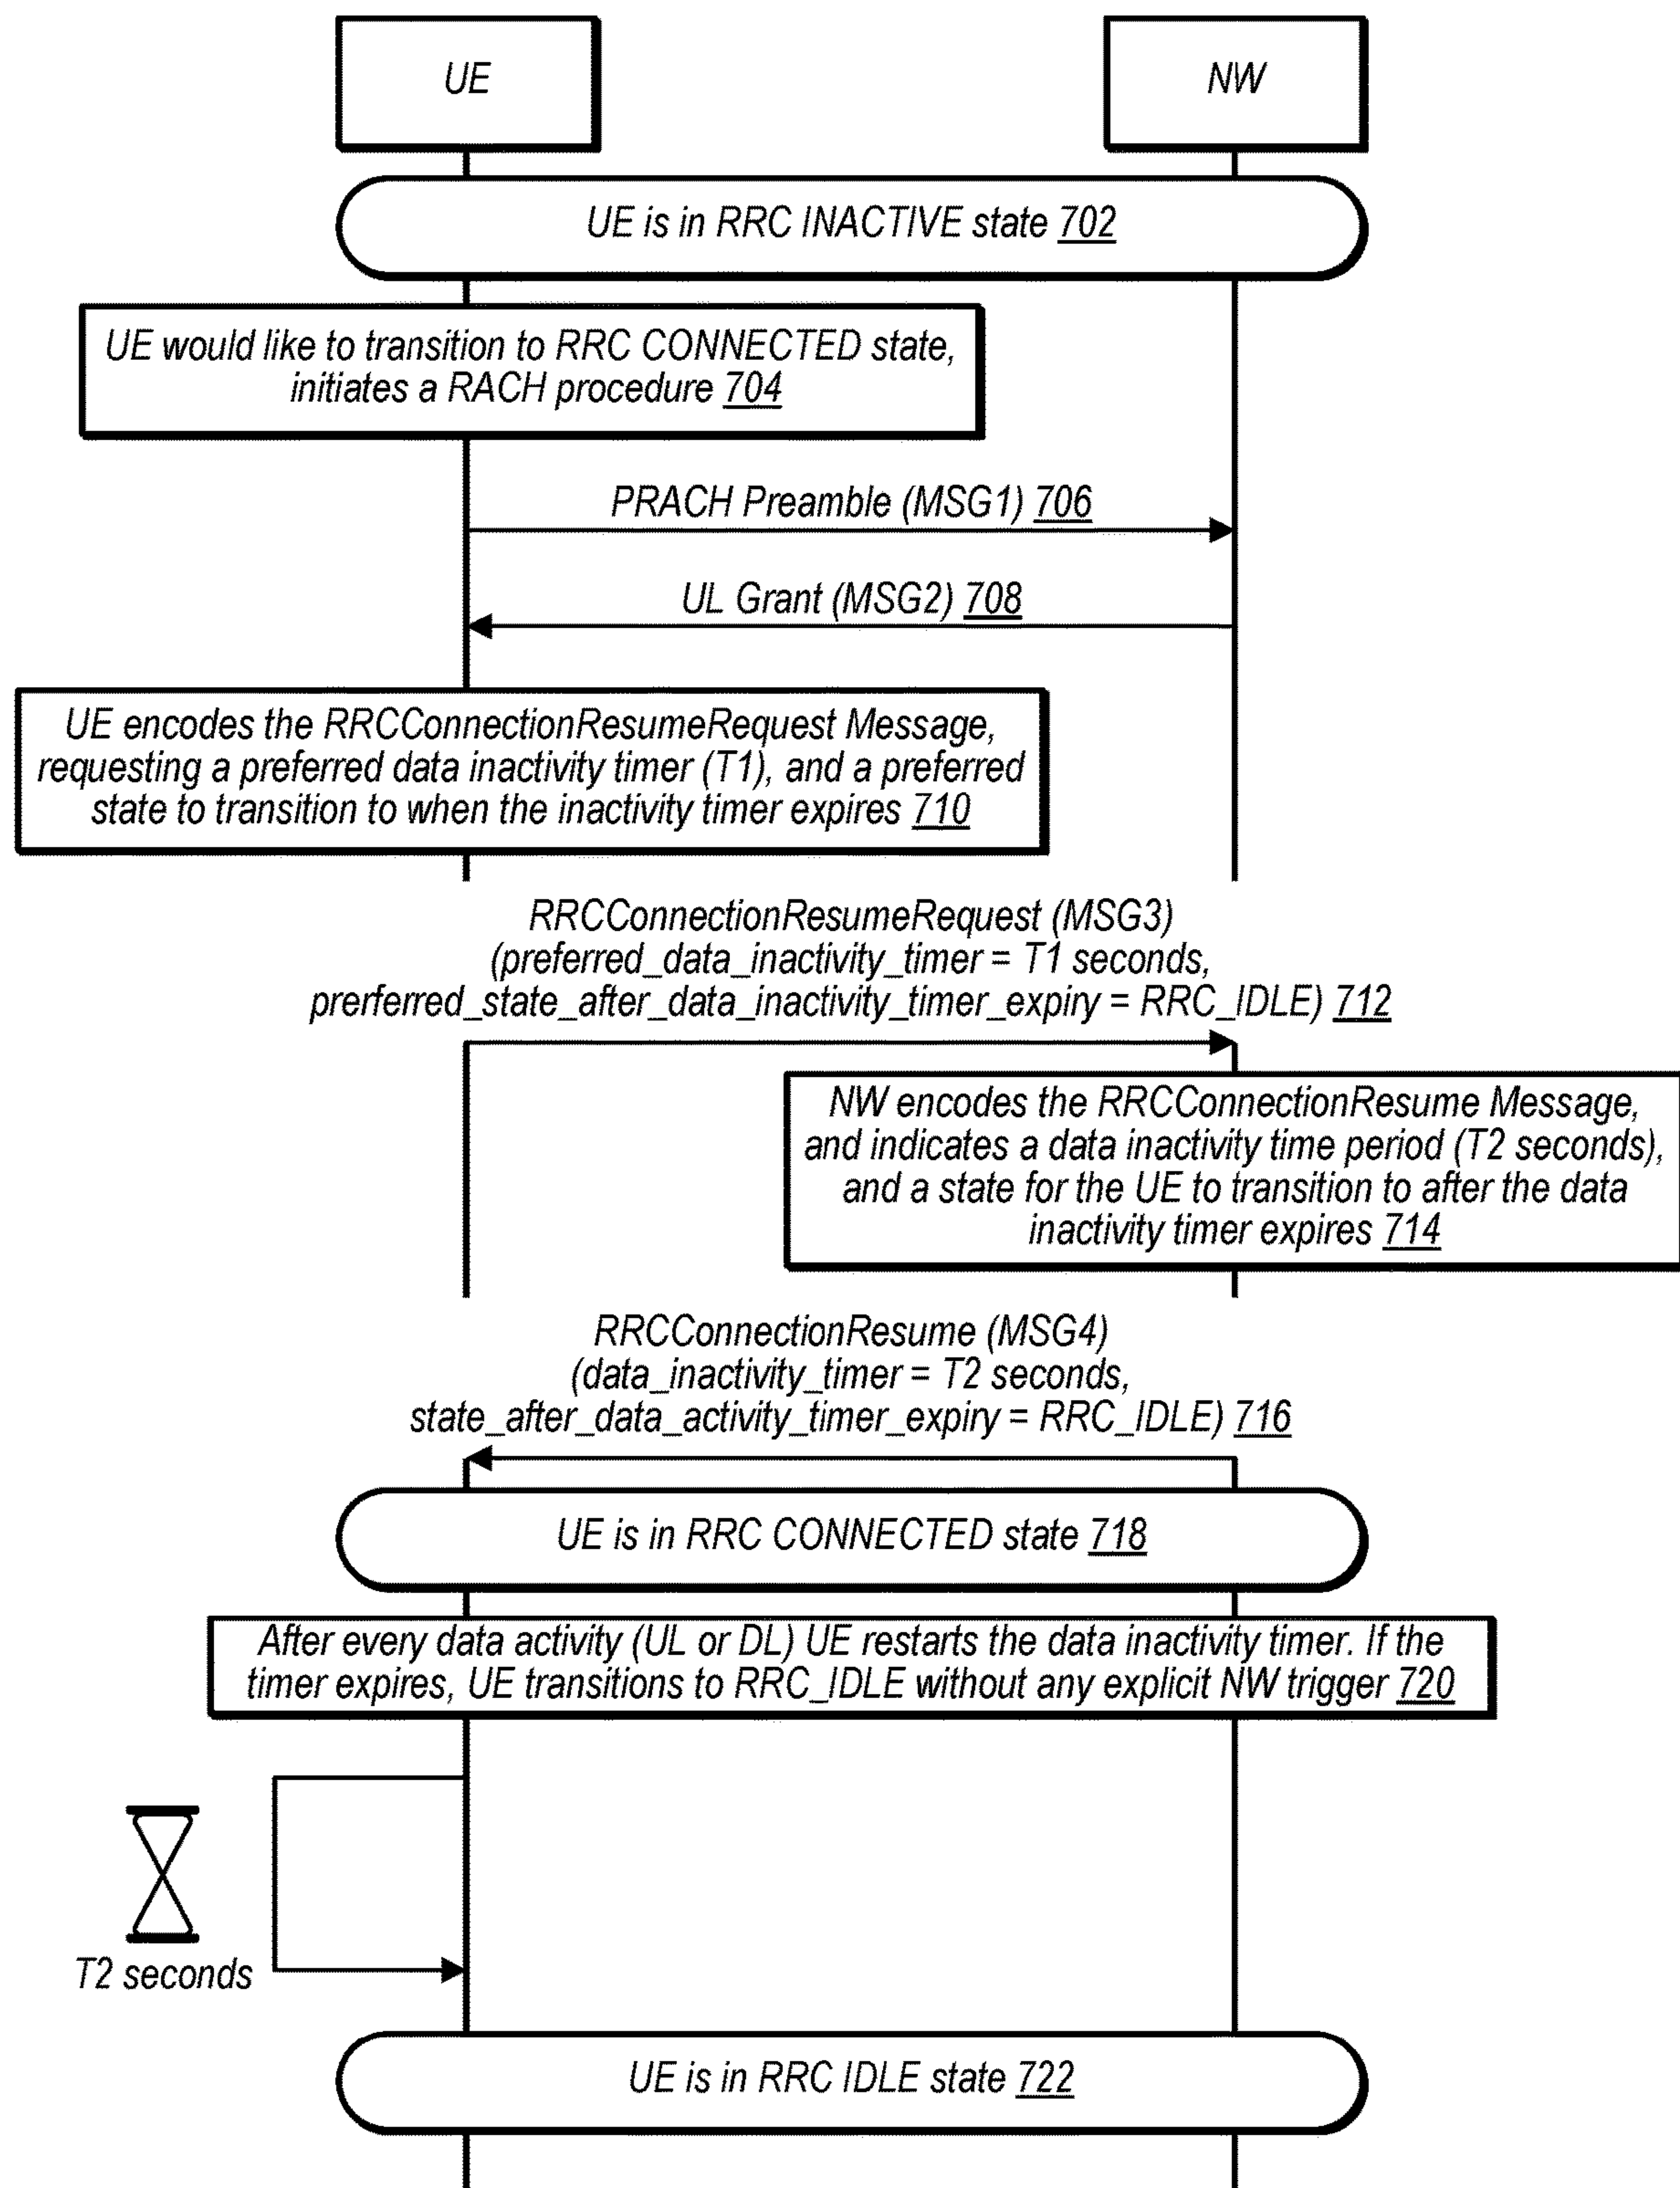 UE
NW
UE is in RRC INACTIVE state 702
UE would like to transition to RRC CONNECTED state,
initiates a RACH procedure 704
PRACH Preamble (MSG1) 706
UL Grant (MSG2) 708
UE encodes the RRCConnectionResumeRequest Message,
requesting a preferred data inactivity timer (T1), and a preferred
state to transition to when the inactivity timer expires 710
RRCConnectionResumeRequest (MSG3)
(preferred_data_inactivity_timer = T1 seconds,
prerferred_state_after_data_inactivity_timer_expiry = RRC_IDLE) 712
NW encodes the RRCConnectionResume Message,
and indicates a data inactivity time period (T2 seconds),
and a state for the UE to transition to after the data
inactivity timer expires 714
RRCConnectionResume (MSG4)
(data_inactivity_timer = T2 seconds,
state_after_data_activity_timer_expiry = RRC_IDLE) 716
UE is in RRC CONNECTED state 718
After every data activity (UL or DL) UE restarts the data inactivity timer. If the
timer expires, UE transitions to RRC_IDLE without any explicit NW trigger 720
T2 seconds
UE is in RRC IDLE state 722